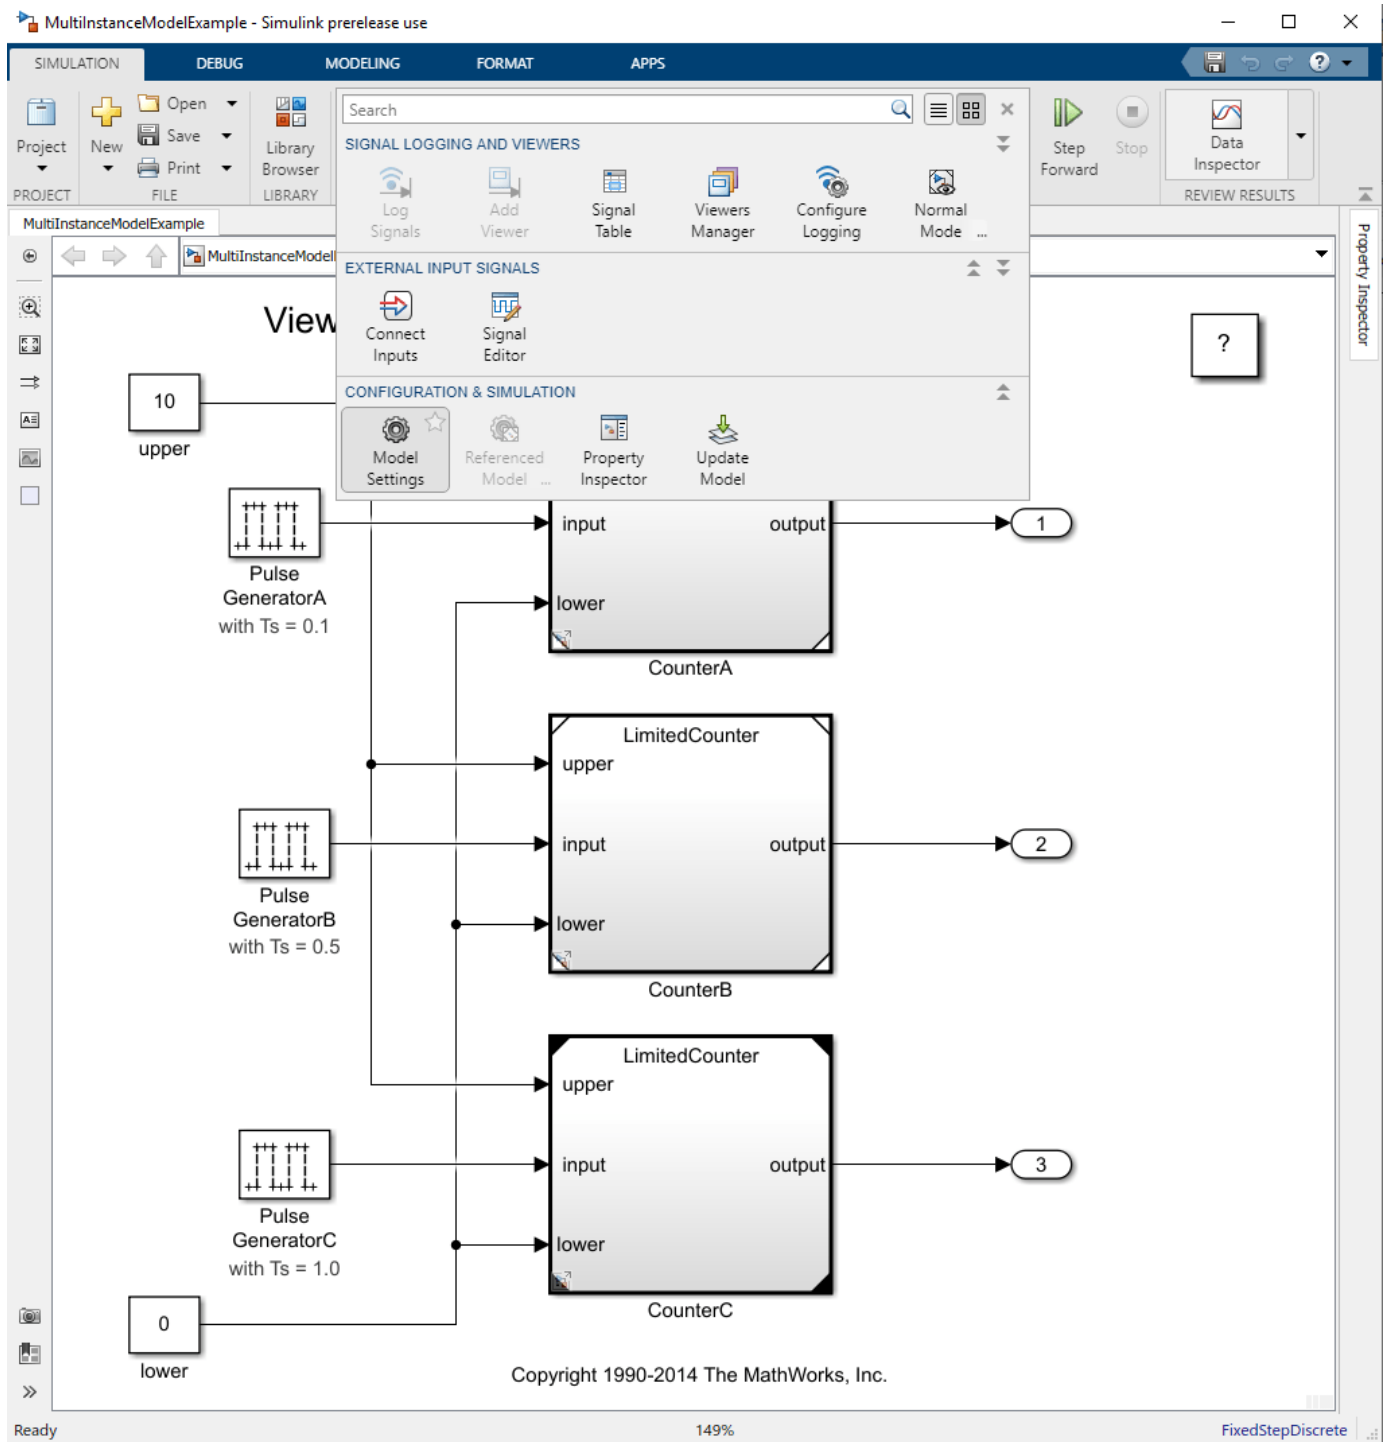 MultiInstanceModelExample - Simulink prerelease use
SIMULATION DEBUG MODELING FORMAT APPS
?
Project
New
Open
Save
Print
Library
Browser
PROJECT FILE LIBRARY
Search
SIGNAL LOGGING AND VIEWERS
Log
Signals
Add
Viewer
Signal
Table
Viewers
Manager
Configure
Logging
Normal
Mode ...
EXTERNAL INPUT SIGNALS
Connect
Inputs
Signal
Editor
CONFIGURATION & SIMULATION
Model
Settings
Referenced
Model ...
Property
Inspector
Update
Model
Step
Forward
Stop
Data
Inspector
REVIEW RESULTS
MultiInstanceModelExample
Property Inspector
View
?
10
upper
Pulse
GeneratorA
with Ts = 0.1
input output
lower
CounterA
1
LimitedCounter
upper
input output
lower
CounterB
2
Pulse
GeneratorB
with Ts = 0.5
LimitedCounter
upper
input output
lower
CounterC
3
Pulse
GeneratorC
with Ts = 1.0
0
lower
Copyright 1990-2014 The MathWorks, Inc.
Ready 149% FixedStepDiscrete